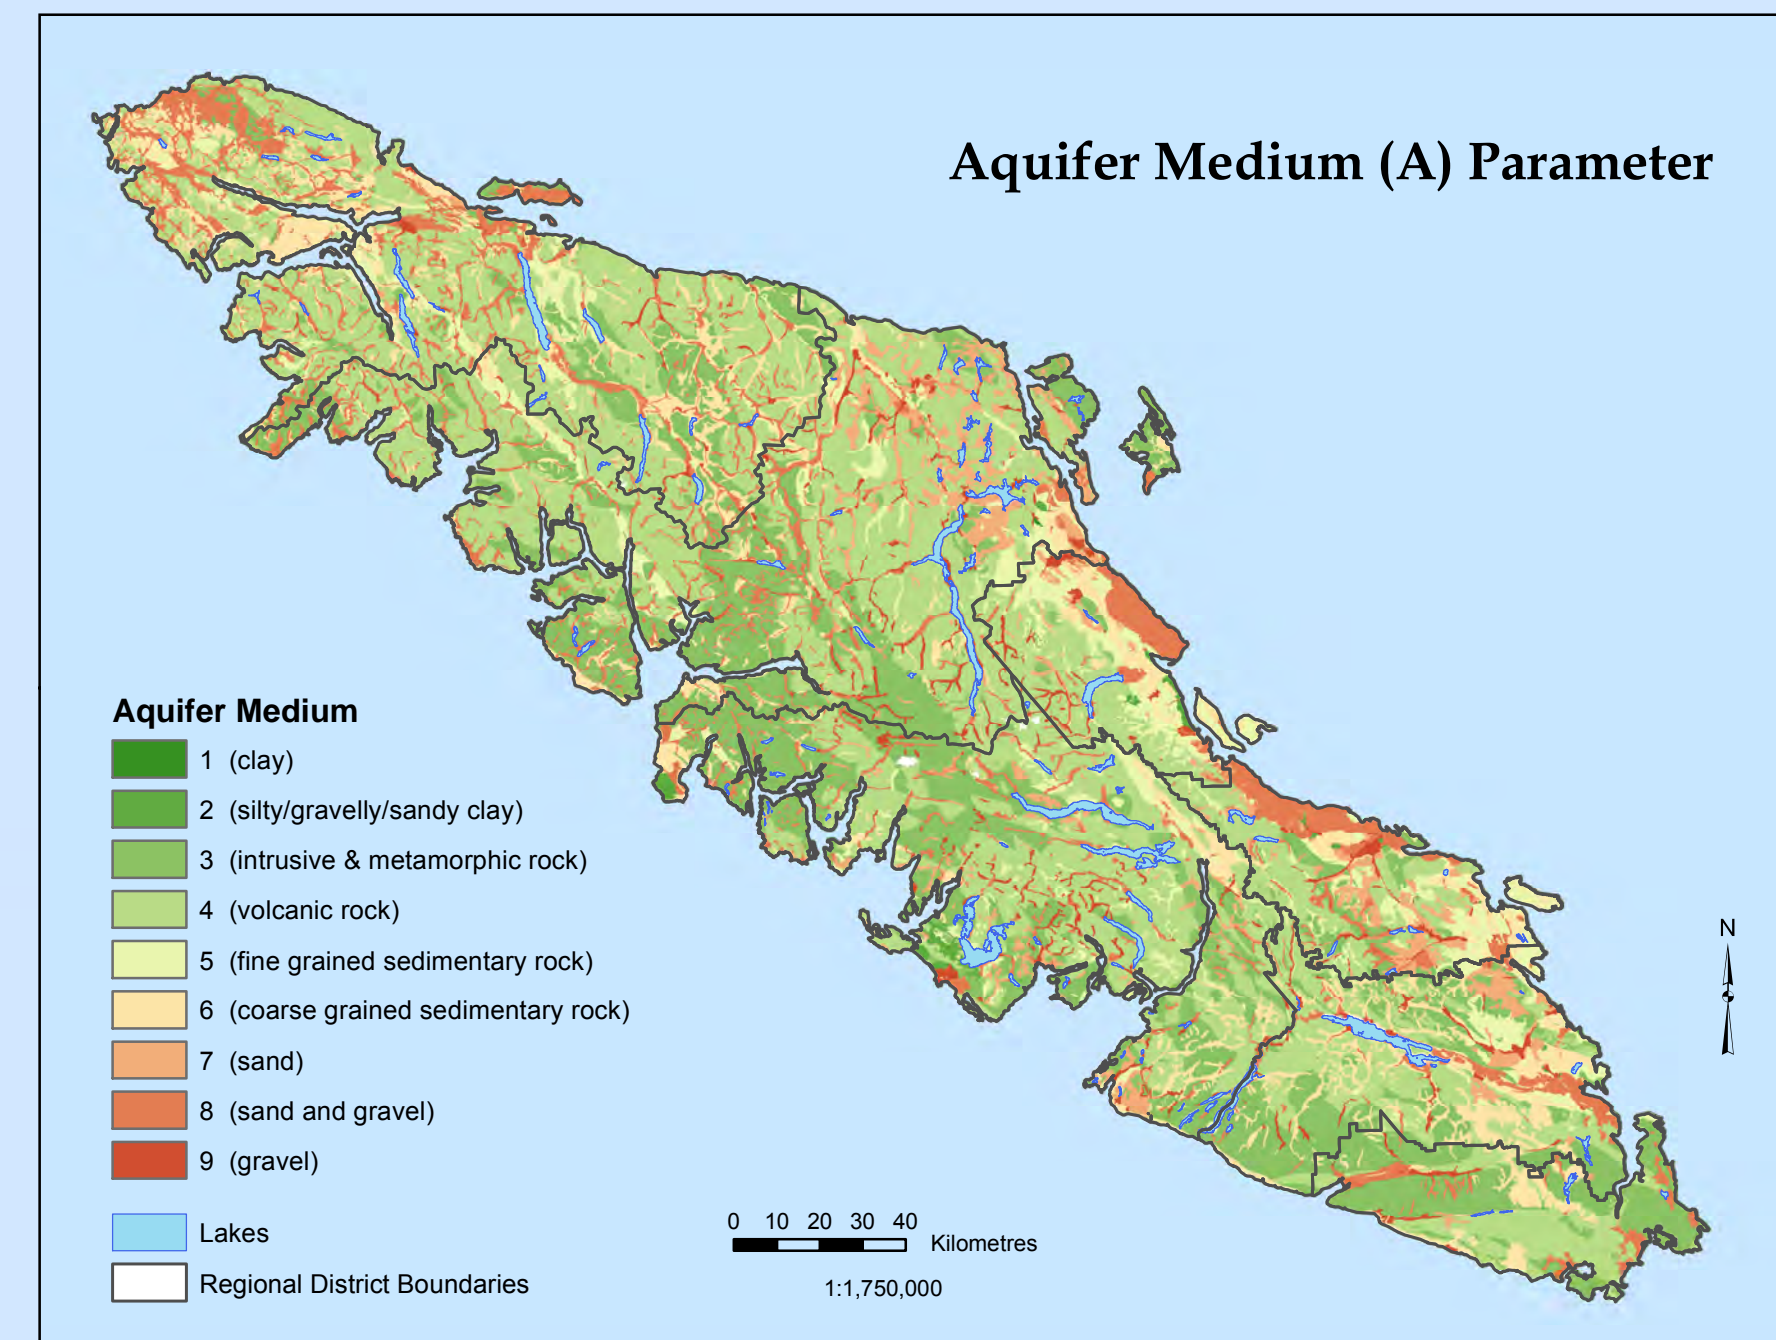 Aquifer Medium (A) Parameter
Aquifer Medium
1 (clay)
2 (silty/gravelly/sandy clay)
3 (intrusive & metamorphic rock)
4 (volcanic rock)
5 (fine grained sedimentary rock)
6 (coarse grained sedimentary rock)
7 (sand)
8 (sand and gravel)
9 (gravel)
Lakes
Regional District Boundaries
0 10 20 30 40
Kilometres
1:1,750,000
N